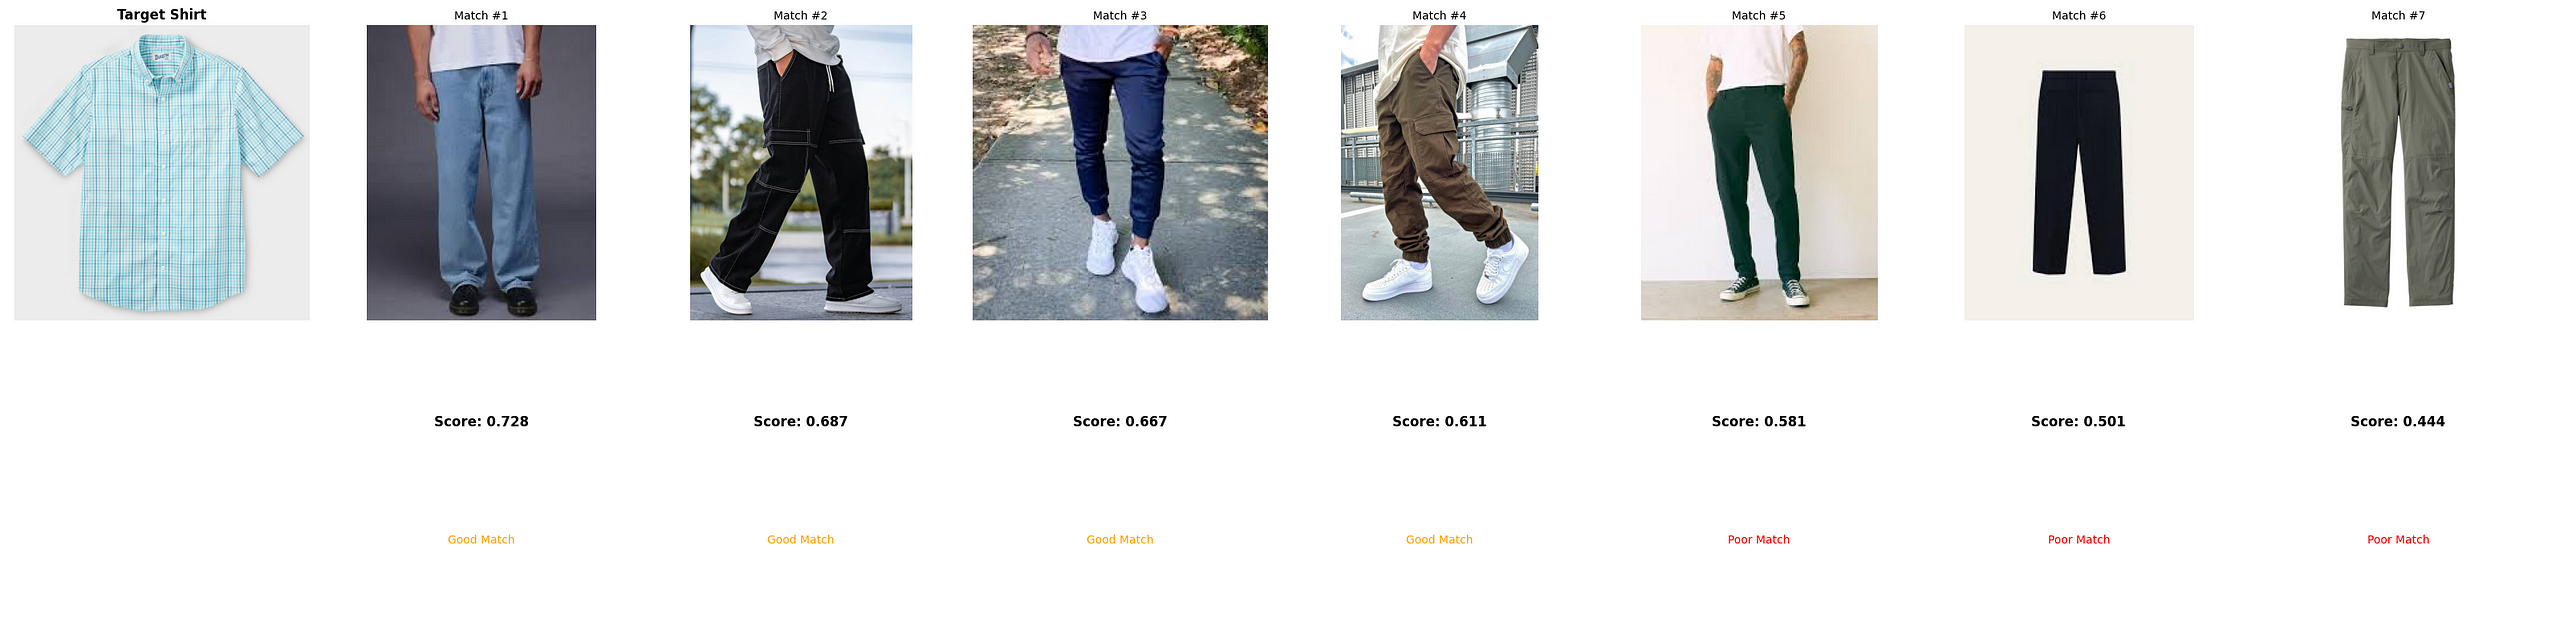 Target Shirt
Match #1
Match #2
Match #3
Match #4
Match #5
Match #6
Match #7
Score: 0.728
Score: 0.687
Score: 0.667
Score: 0.611
Score: 0.581
Score: 0.501
Score: 0.444
Good Match
Good Match
Good Match
Good Match
Poor Match
Poor Match
Poor Match